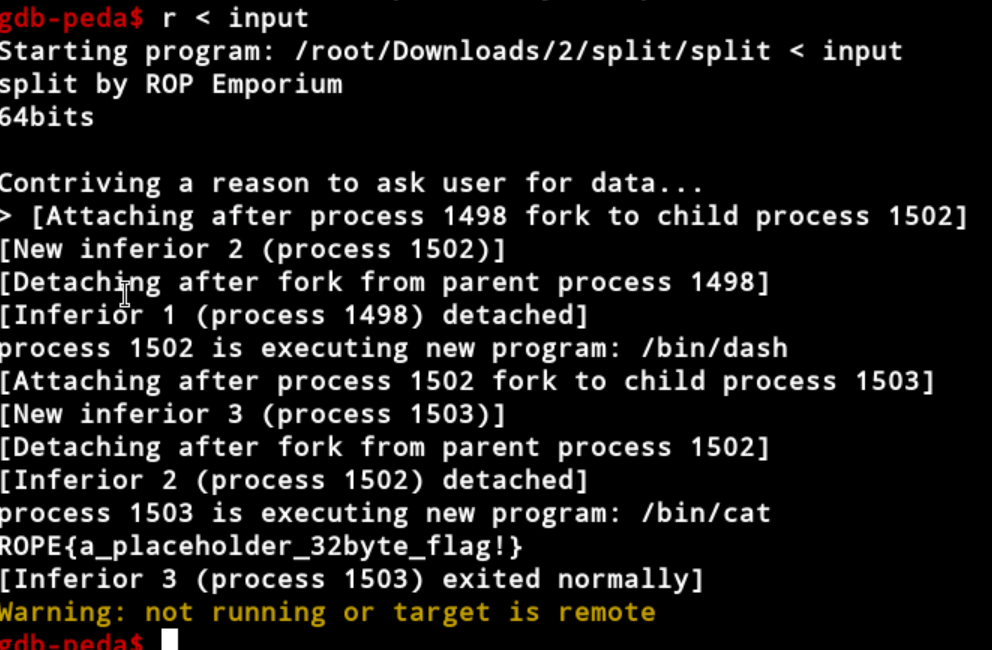 gdb-peda$ r < input
Starting program: /root/Downloads/2/split/split < input
split by ROP Emporium
64bits

Contriving a reason to ask user for data...
> [Attaching after process 1498 fork to child process 1502]
[New inferior 2 (process 1502)]
[Detaching after fork from parent process 1498]
[Inferior 1 (process 1498) detached]
process 1502 is executing new program: /bin/dash
[Attaching after process 1502 fork to child process 1503]
[New inferior 3 (process 1503)]
[Detaching after fork from parent process 1502]
[Inferior 2 (process 1502) detached]
process 1503 is executing new program: /bin/cat
ROPE{a_placeholder_32byte_flag!}
[Inferior 3 (process 1503) exited normally]
Warning: not running or target is remote
gdb-peda$